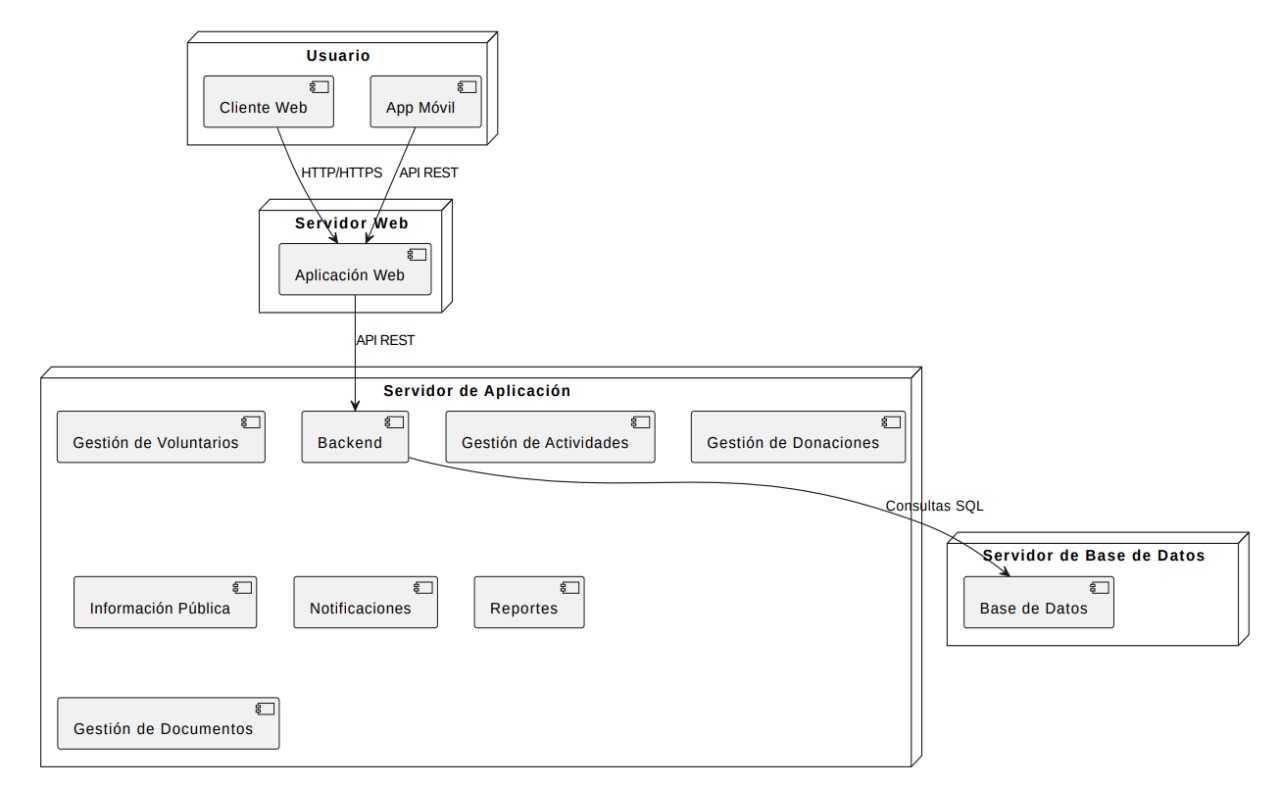 Usuario
Cliente Web
App Móvil
HTTP/HTTPS
API REST
Servidor Web
Aplicación Web
API REST
Servidor de Aplicación
Gestión de Voluntarios
Backend
Gestión de Actividades
Gestión de Donaciones
Consultas SQL
Servidor de Base de Datos
Base de Datos
Información Pública
Notificaciones
Reportes
Gestión de Documentos